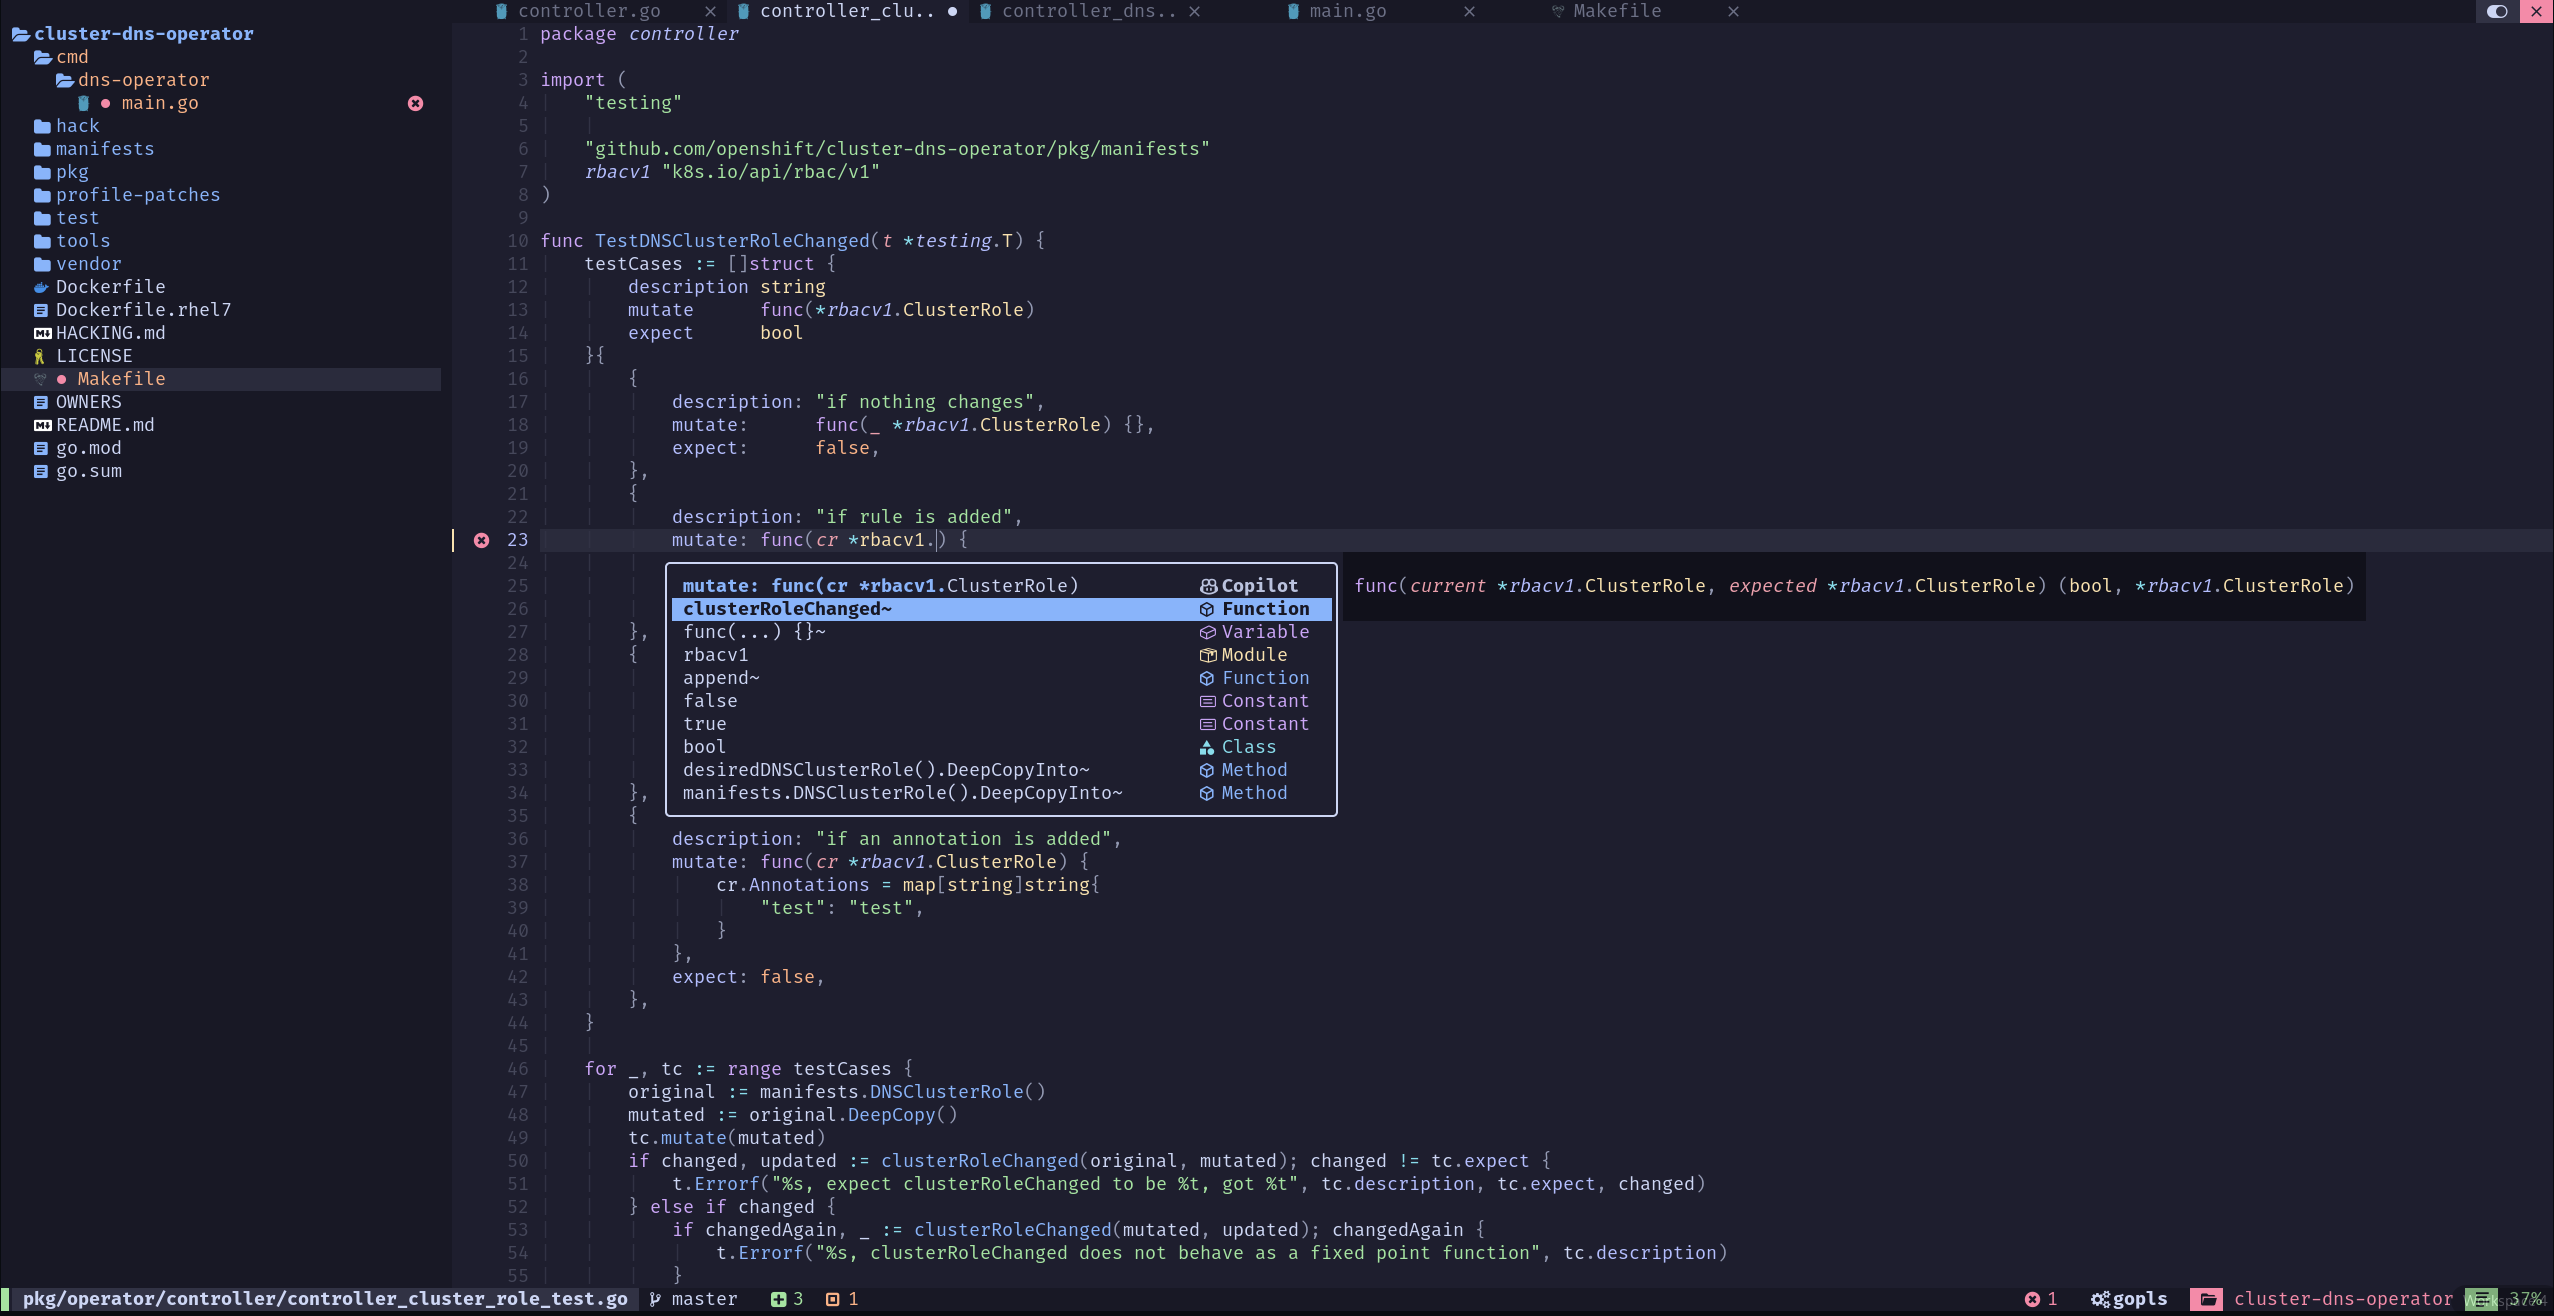 controller.go × controller_clu.. ● controller_dns.. × main.go × Makefile × ×
cluster-dns-operator
cmd
dns-operator
main.go
hack
manifests
pkg
profile-patches
test
tools
vendor
Dockerfile
Dockerfile.rhel7
HACKING.md
LICENSE
Makefile
OWNERS
README.md
go.mod
go.sum
1 package controller
2
3 import (
4 "testing"
5
6 "github.com/openshift/cluster-dns-operator/pkg/manifests"
7 rbacv1 "k8s.io/api/rbac/v1"
8 )
9
10 func TestDNSClusterRoleChanged(t *testing.T) {
11 testCases := []struct {
12 description string
13 mutate func(*rbacv1.ClusterRole)
14 expect bool
15 }{
16 {
17 description: "if nothing changes",
18 mutate: func(_ *rbacv1.ClusterRole) {},
19 expect: false,
20 },
21 {
22 description: "if rule is added",
23 mutate: func(cr *rbacv1.) {
24
25 mutate: func(cr *rbacv1.ClusterRole) Copilot func(current *rbacv1.ClusterRole, expected *rbacv1.ClusterRole) (bool, *rbacv1.ClusterRole)
26 clusterRoleChanged~ Function
27 }, func(...) {}~ Variable
28 { rbacv1 Module
29 append~ Function
30 false Constant
31 true Constant
32 bool Class
33 desiredDNSClusterRole().DeepCopyInto~ Method
34 }, manifests.DNSClusterRole().DeepCopyInto~ Method
35 {
36 description: "if an annotation is added",
37 mutate: func(cr *rbacv1.ClusterRole) {
38 cr.Annotations = map[string]string{
39 "test": "test",
40 }
41 },
42 expect: false,
43 },
44 }
45
46 for _, tc := range testCases {
47 original := manifests.DNSClusterRole()
48 mutated := original.DeepCopy()
49 tc.mutate(mutated)
50 if changed, updated := clusterRoleChanged(original, mutated); changed != tc.expect {
51 t.Errorf("%s, expect clusterRoleChanged to be %t, got %t", tc.description, tc.expect, changed)
52 } else if changed {
53 if changedAgain, _ := clusterRoleChanged(mutated, updated); changedAgain {
54 t.Errorf("%s, clusterRoleChanged does not behave as a fixed point function", tc.description)
55 }
pkg/operator/controller/controller_cluster_role_test.go master 3 1 1 gopls cluster-dns-operator 37%